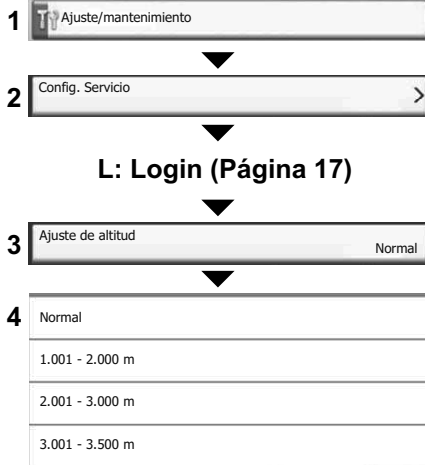 1 Ajuste/mantenimiento
2 Config. Servicio >
L: Login (Página 17)
3 Ajuste de altitud Normal
4 Normal
1.001 - 2.000 m
2.001 - 3.000 m
3.001 - 3.500 m